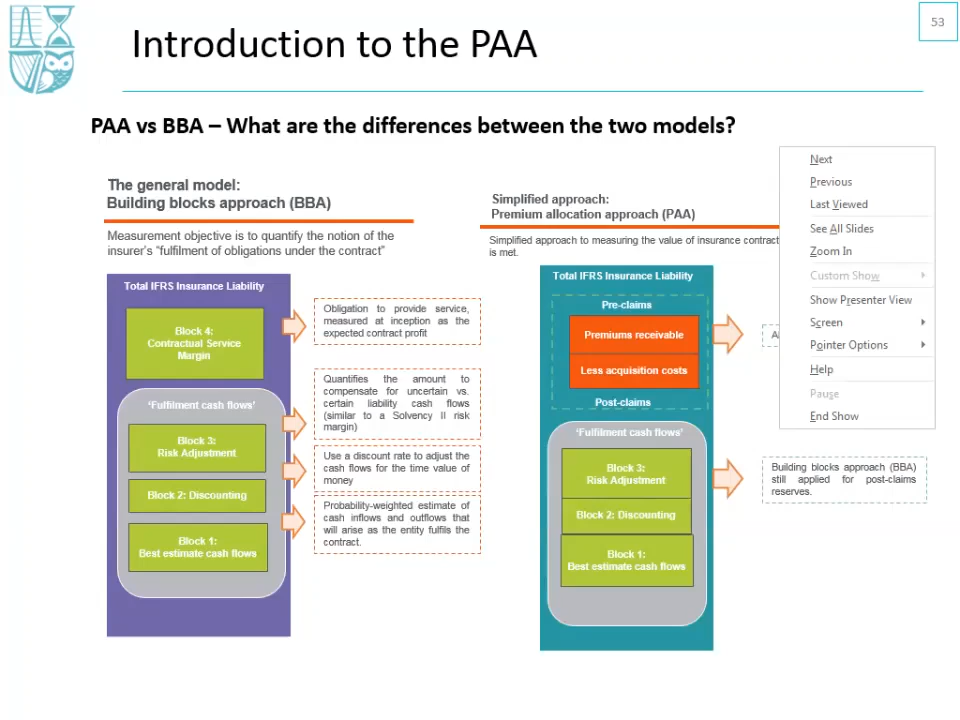 53
Introduction to the PAA
PAA vs BBA – What are the differences between the two models?
The general model:
Building blocks approach (BBA)
Measurement objective is to quantify the notion of the
insurer's "fulfilment of obligations under the contract"
Total IFRS Insurance Liability
Block 4:
Contractual Service
Margin
Obligation to provide service,
measured at inception as the
expected contract profit
'Fulfilment cash flows'
Quantifies the amount to
compensate for uncertain vs.
certain liability cash flows
(similar to a Solvency II risk
margin)
Block 3:
Risk Adjustment
Use a discount rate to adjust the
cash flows for the time value of
money
Block 2: Discounting
Probability-weighted estimate of
cash inflows and outflows that
will arise as the entity fulfils the
contract.
Block 1:
Best estimate cash flows
Simplified approach:
Premium allocation approach (PAA)
Simplified approach to measuring the value of insurance contract
is met.
Total IFRS Insurance Liability
Pre-claims
Premiums receivable
Less acquisition costs
Post-claims
'Fulfilment cash flows'
Block 3:
Risk Adjustment
Block 2: Discounting
Block 1:
Best estimate cash flows
Building blocks approach (BBA)
still applied for post-claims
reserves.
Next
Previous
Last Viewed
See All Slides
Zoom In
Custom Show
Show Presenter View
Screen
Pointer Options
Help
Pause
End Show